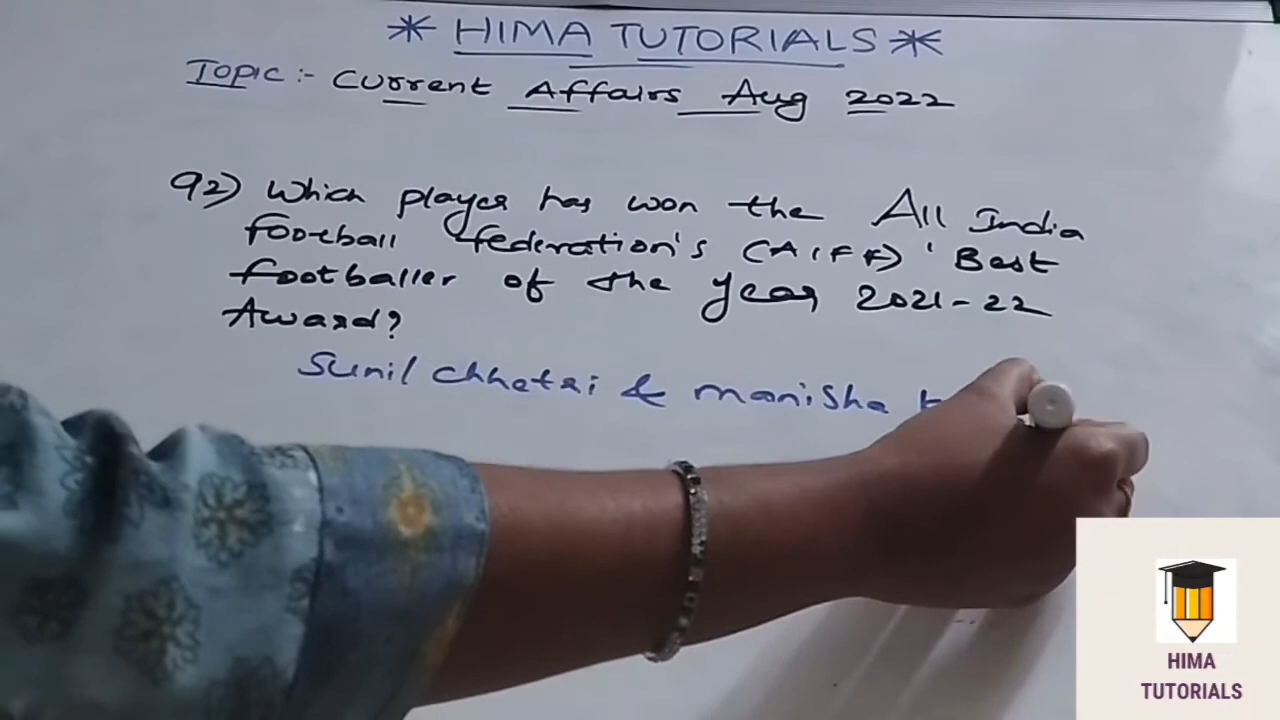 * HIMA TUTORIALS *
Topic:- Current Affairs Aug 2022
92) Which player has won the All India
football federation's (AIFF) 'Best
footballer of the year 2021-22
Award?
Sunil Chhetri & manisha k
HIMA
TUTORIALS